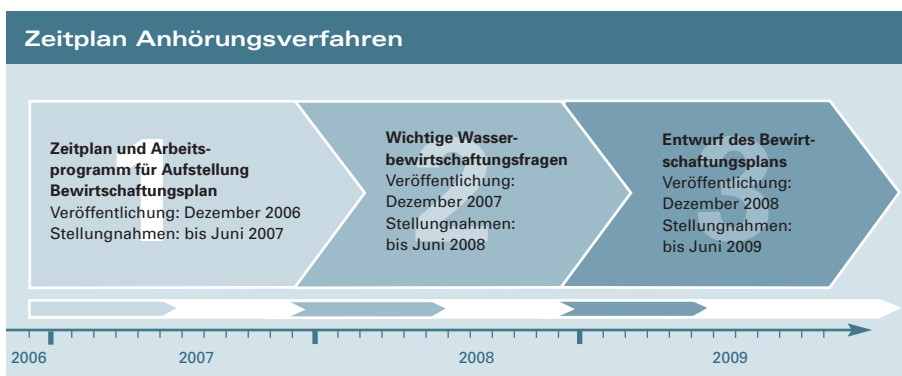 Zeitplan Anhörungsverfahren
1
Zeitplan und Arbeits-
programm für Aufstellung
Bewirtschaftungsplan
Veröffentlichung: Dezember 2006
Stellungnahmen: bis Juni 2007
2
Wichtige Wasser-
bewirtschaftungsfragen
Veröffentlichung:
Dezember 2007
Stellungnahmen:
bis Juni 2008
3
Entwurf des Bewirt-
schaftungsplans
Veröffentlichung:
Dezember 2008
Stellungnahmen:
bis Juni 2009
2006 2007 2008 2009